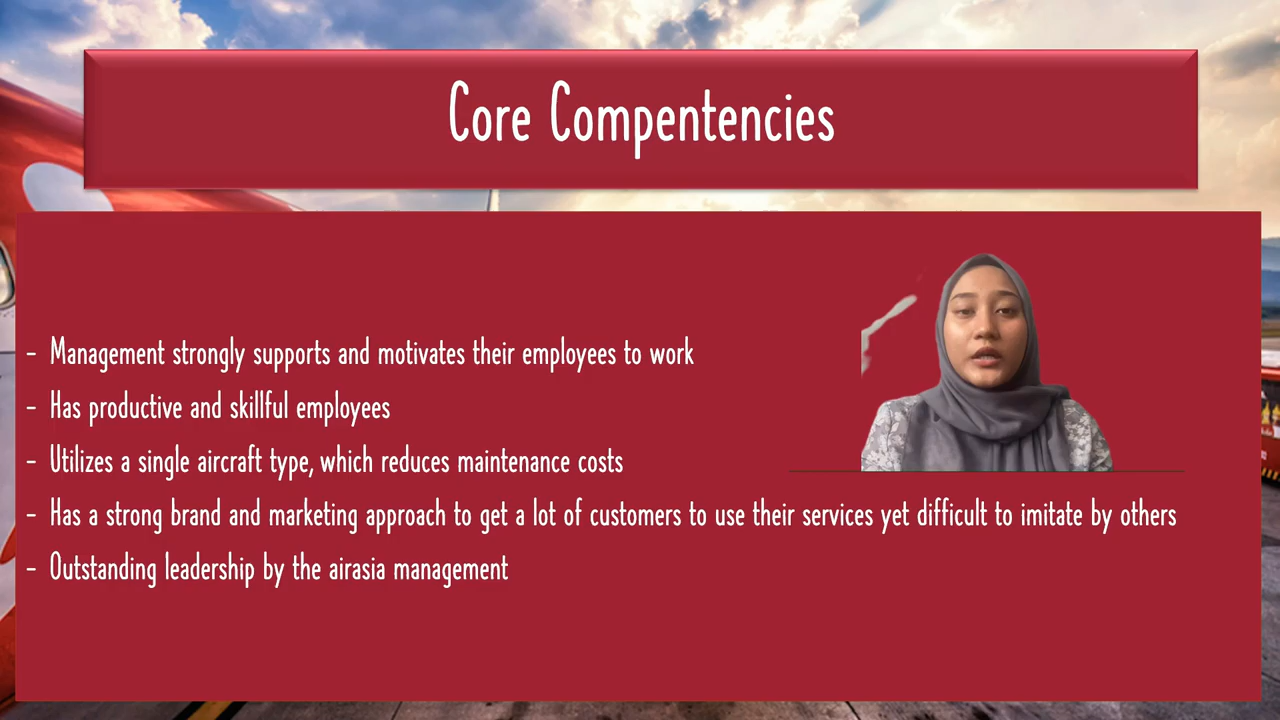 Core Compentencies
- Management strongly supports and motivates their employees to work
- Has productive and skillful employees
- Utilizes a single aircraft type, which reduces maintenance costs
- Has a strong brand and marketing approach to get a lot of customers to use their services yet difficult to imitate by others
- Outstanding leadership by the airasia management